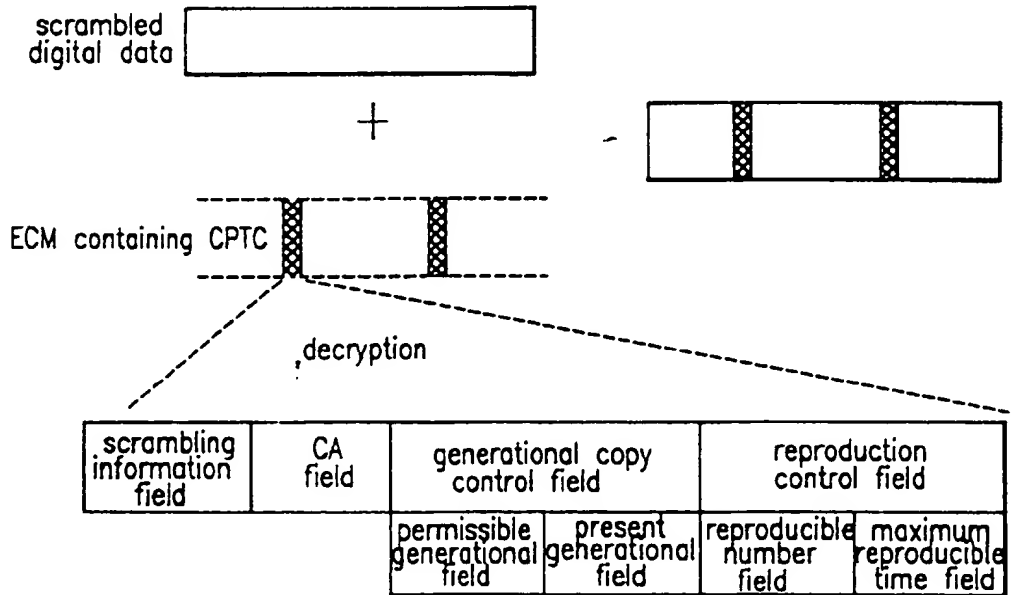 scrambled
digital data
+
ECM containing CPTC
decryption
scrambling
information
field
CA
field
generational copy
control field
reproduction
control field
permissible
generational
field
present
generational
field
reproducible
number
field
maximum
reproducible
time field